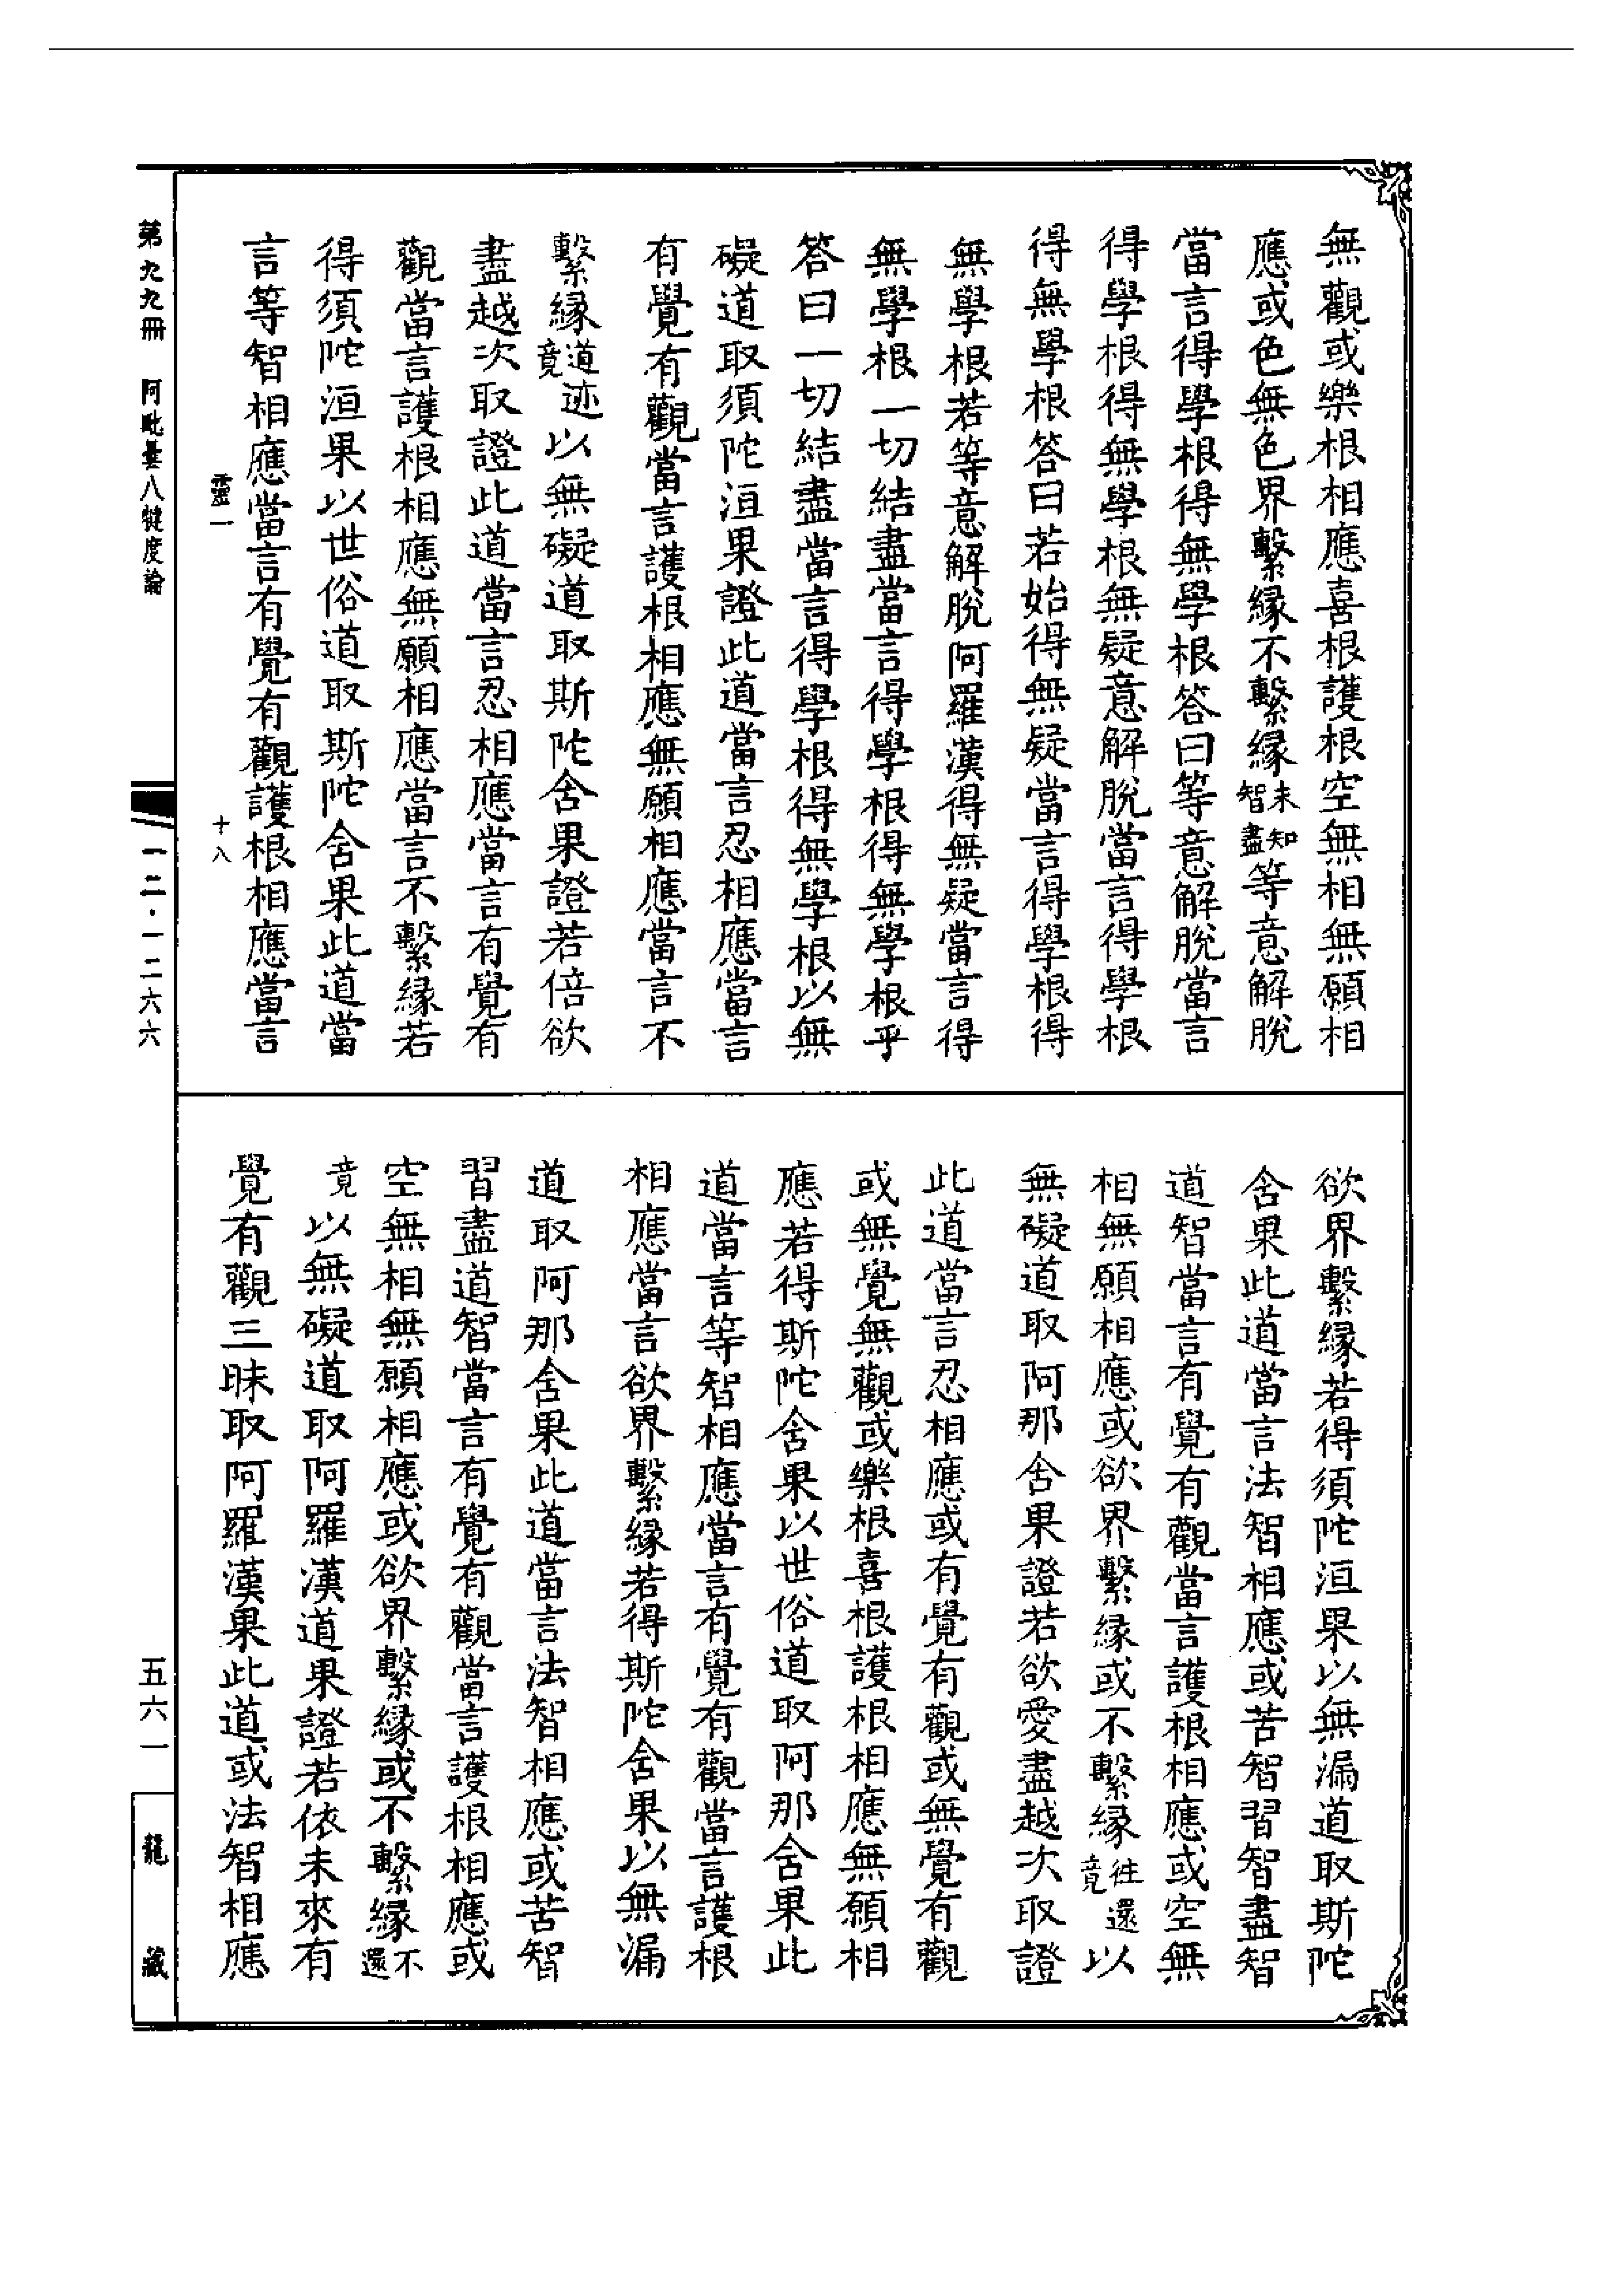 無觀或樂根相應喜根護根空無相無願相
應或色無色界繫緣不繫緣未知智盡等意解脫
當言得學根得無學根答曰等意解脫當言
得學根得無學根無疑意解脫當言得學根
得無學根答曰若始得無疑當言得學根得
無學根若等意解脫阿羅漢得無疑當言得
無學根一切結盡當言得學根得無學根乎
答曰一切結盡當言得學根得無學根以無
礙道取須陀洹果證此道當言忍相應當言
有覺有觀當言護根相應無願相應當言不
繫緣道迹竟以無礙道取斯陀含果證若倍欲
盡越次取證此道當言忍相應當言有覺有
觀當言護根相應無願相應當言不繫緣若
得須陀洹果以世俗道取斯陀含果此道當
言等智相應當言有覺有觀護根相應當言
欲界繫緣若得須陀洹果以無漏道取斯陀
含果此道當言法智相應或苦智習智盡智
道智當言有覺有觀當言護根相應或空無
相無願相應或欲界繫緣或不繫緣往還竟以
無礙道取阿那含果證若欲愛盡越次取證
此道當言忍相應或有覺有觀或無覺有觀
或無覺無觀或樂根喜根護根相應無願相
應若得斯陀含果以世俗道取阿那含果此
道當言等智相應當言有覺有觀當言護根
相應當言欲界繫緣若得斯陀含果以無漏
道取阿那含果此道當言法智相應或苦智
習盡道智當言有覺有觀當言護根相應或
空無相無願相應或欲界繫緣或不繫緣不還
竟以無礙道取阿羅漢道果證若依未來有
覺有觀三昧取阿羅漢果此道或法智相應
靈一 十八
第九九冊 阿毗曇八犍度論
一二·一二六六
五六一
龍藏